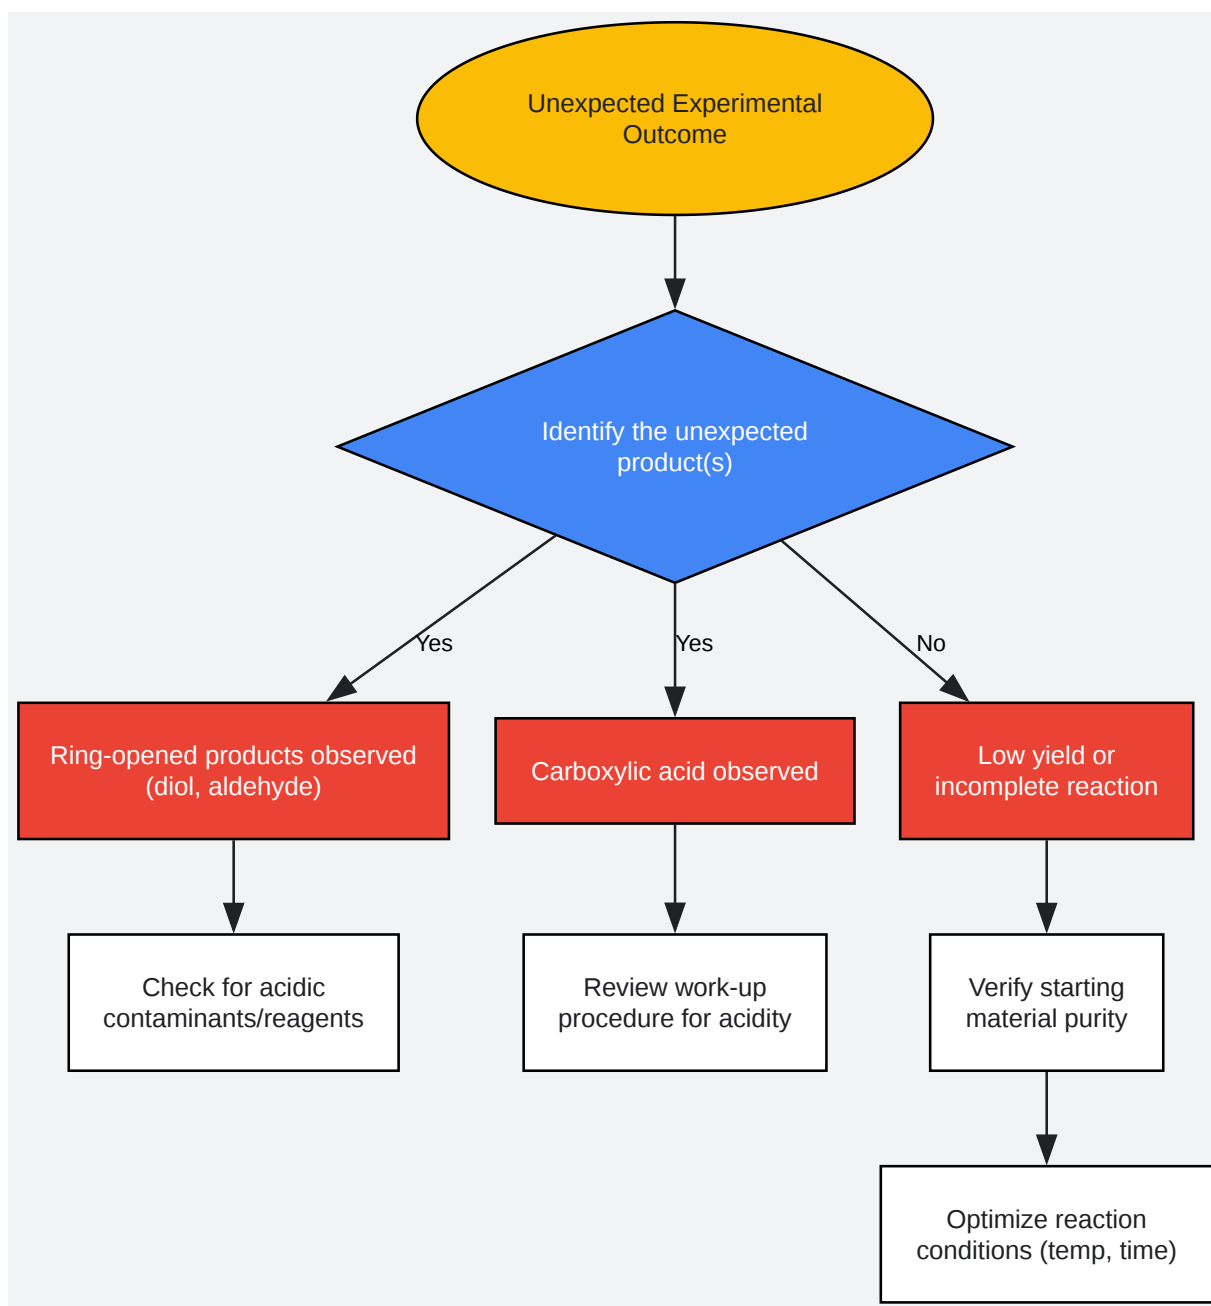 Unexpected Experimental
Outcome
Identify the unexpected
product(s)
Yes
Yes
No
Ring-opened products observed
(diol, aldehyde)
Carboxylic acid observed
Low yield or
incomplete reaction
Check for acidic
contaminants/reagents
Review work-up
procedure for acidity
Verify starting
material purity
Optimize reaction
conditions (temp, time)